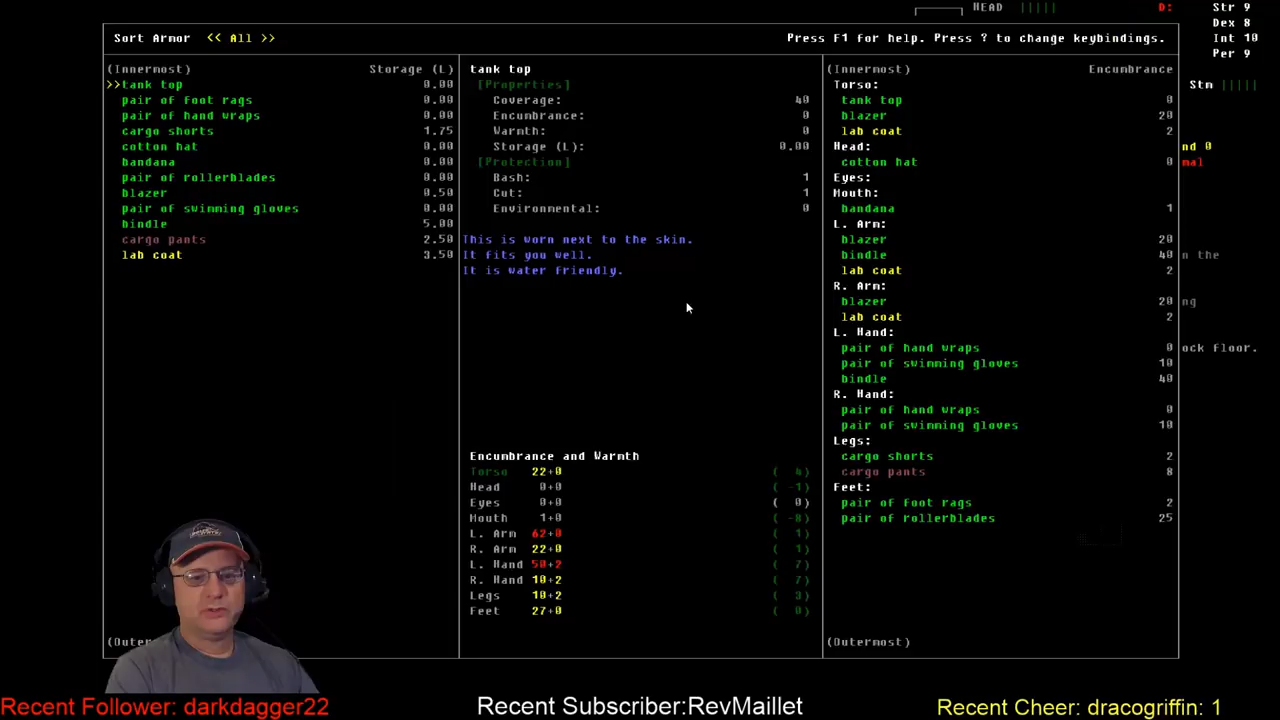 HEAD ||||| D: Str 9
Dex 8
Int 10
Per 9
Sort Armor << All >> Press F1 for help. Press ? to change keybindings.
(Innermost) Storage (L)
>>tank top 0.00
pair of foot rags 0.00
pair of hand wraps 0.00
cargo shorts 1.75
cotton hat 0.00
bandana 0.00
pair of rollerblades 0.00
blazer 0.50
pair of swimming gloves 0.00
bindle 5.00
cargo pants 2.50
lab coat 3.50
(Outer
tank top
[Properties]
Coverage: 40
Encumbrance: 0
Warmth: 0
Storage (L): 0.00
[Protection]
Bash: 1
Cut: 1
Environmental: 0
This is worn next to the skin.
It fits you well.
It is water friendly.
Encumbrance and Warmth
Torso 22+0 ( 4)
Head 0+0 ( -1)
Eyes 0+0 ( 0)
Mouth 1+0 ( -8)
L. Arm 62+0 ( 1)
R. Arm 22+0 ( 1)
L. Hand 50+2 ( 7)
R. Hand 10+2 ( 7)
Legs 10+2 ( 3)
Feet 27+0 ( 0)
(Innermost) Encumbrance
Torso:
tank top 0
blazer 20
lab coat 2
Head:
cotton hat 0
Eyes:
Mouth:
bandana 1
L. Arm:
blazer 20
bindle 40
lab coat 2
R. Arm:
blazer 20
lab coat 2
L. Hand:
pair of hand wraps 0
pair of swimming gloves 10
bindle 40
R. Hand:
pair of hand wraps 0
pair of swimming gloves 10
Legs:
cargo shorts 2
cargo pants 8
Feet:
pair of foot rags 2
pair of rollerblades 25
(Outermost)
Stm |||||
nd 0
mal
n the
ng
ock floor.
Recent Follower: darkdagger22
Recent Subscriber:RevMaillet
Recent Cheer: dracogriffin: 1